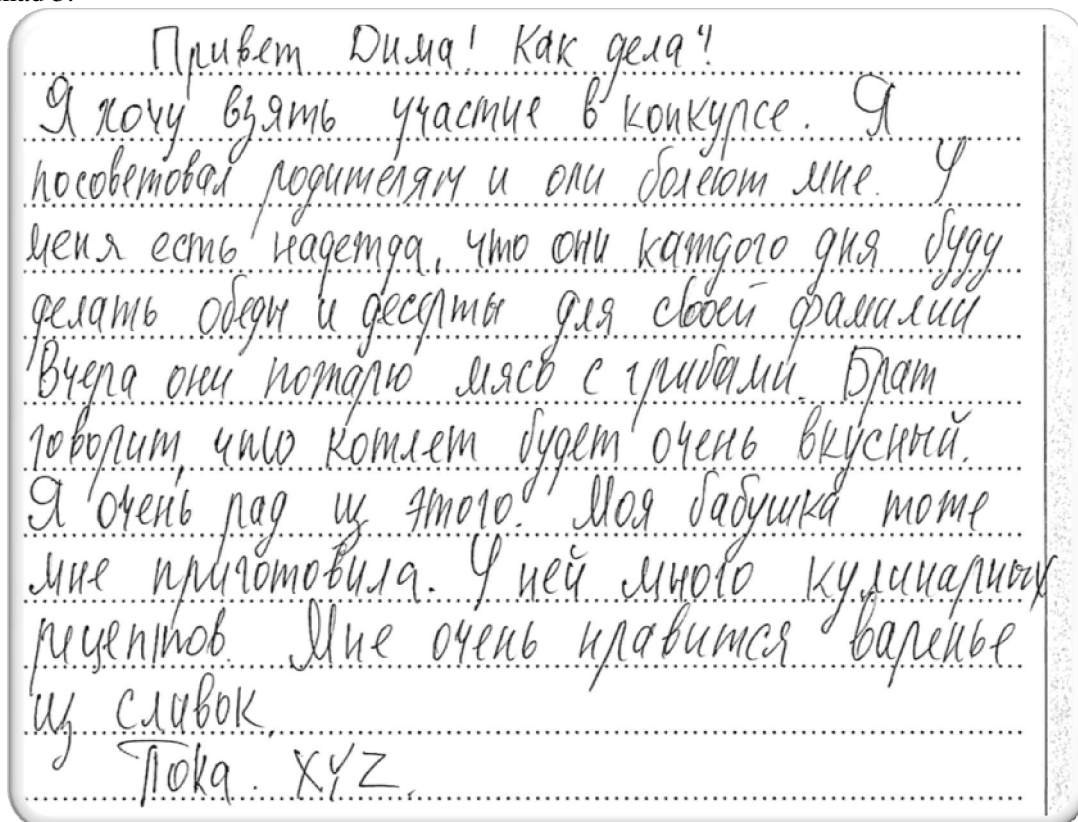 Привет Дима! Как дела?
Я хочу взять участие в конкурсе. Я
посоветовал родителям и они болеют мне. У
меня есть надежда, что они каждого дня буду
делать обеды и десерты для своей фамилии
Вчера они пожарю мясо с грибами. Брат
говорит, что котлет будет очень вкусный.
Я очень рад из этого. Моя бабушка тоже
мне приготовила. У ней много кулинарных
рецептов. Мне очень нравится варенье
из сливок.
Пока. XYZ.